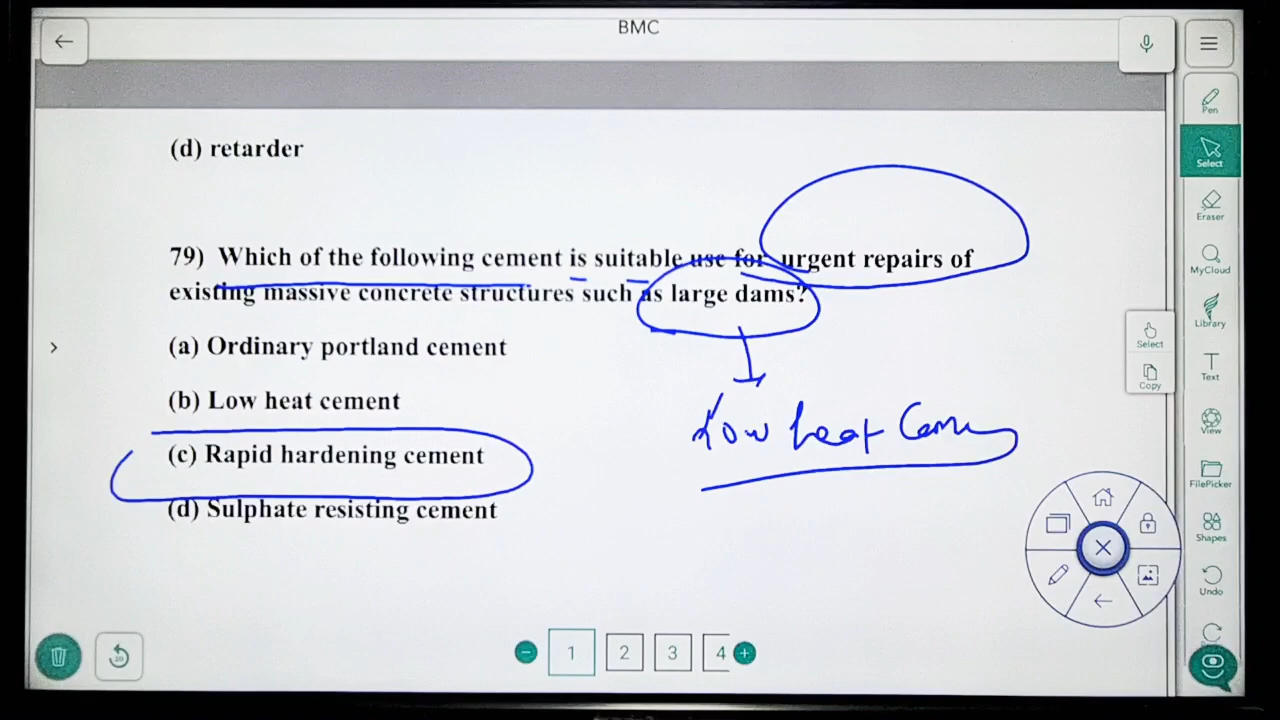 BMC
(d) retarder
79) Which of the following cement is suitable use for urgent repairs of
existing massive concrete structures such as large dams?
(a) Ordinary portland cement
(b) Low heat cement
(c) Rapid hardening cement
(d) Sulphate resisting cement
Low heat
Pen
Select
Eraser
MyCloud
Library
Text
View
FilePicker
Shapes
Undo
Select
Copy
20
1 2 3 4